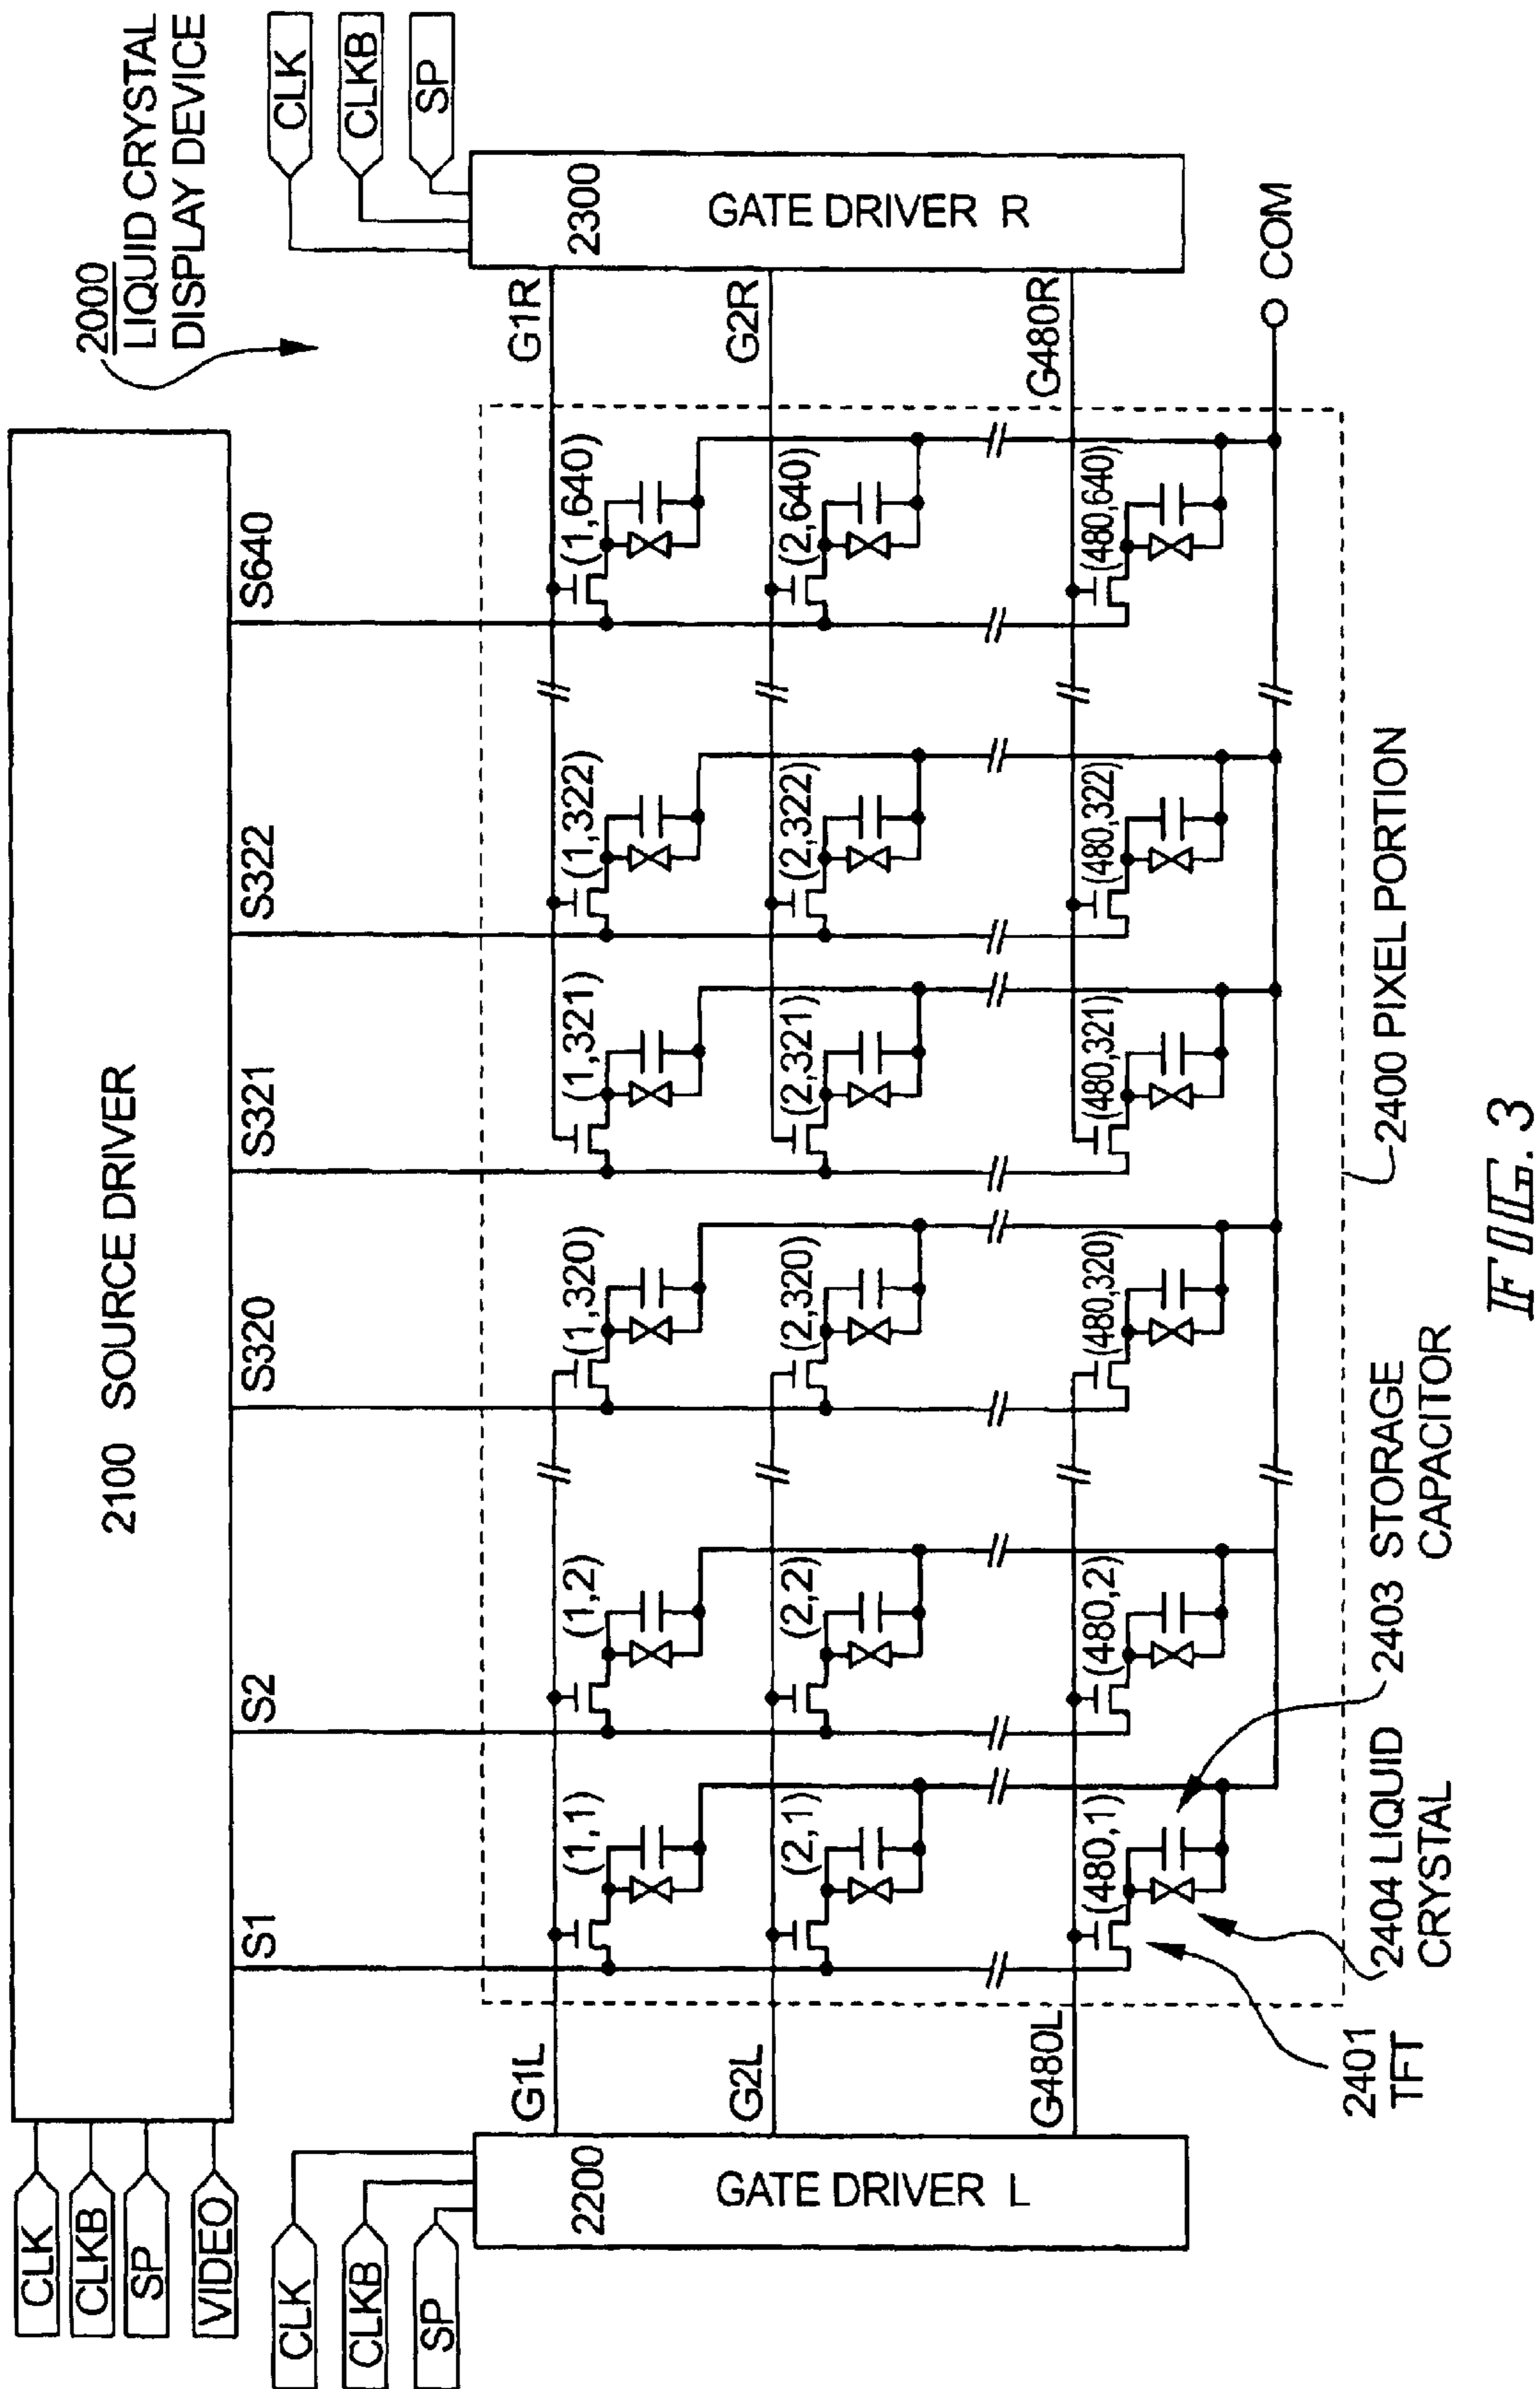 2000
LIQUID CRYSTAL
DISPLAY DEVICE
2100 SOURCE DRIVER
CLK
CLKB
SP
VIDEO
S1
S2
S320
S321
S322
S640
CLK
CLKB
SP
CLK
CLKB
SP
2200
GATE DRIVER L
2300
GATE DRIVER R
G1L
G1R
(1,1)
(1,2)
(1,320)
(1,321)
(1,322)
(1,640)
G2L
G2R
(2,1)
(2,2)
(2,320)
(2,321)
(2,322)
(2,640)
G480L
G480R
(480,1)
(480,2)
(480,320)
(480,321)
(480,322)
(480,640)
COM
2401
TFT
2404 LIQUID
CRYSTAL
2403 STORAGE
CAPACITOR
2400 PIXEL PORTION
FIG. 3